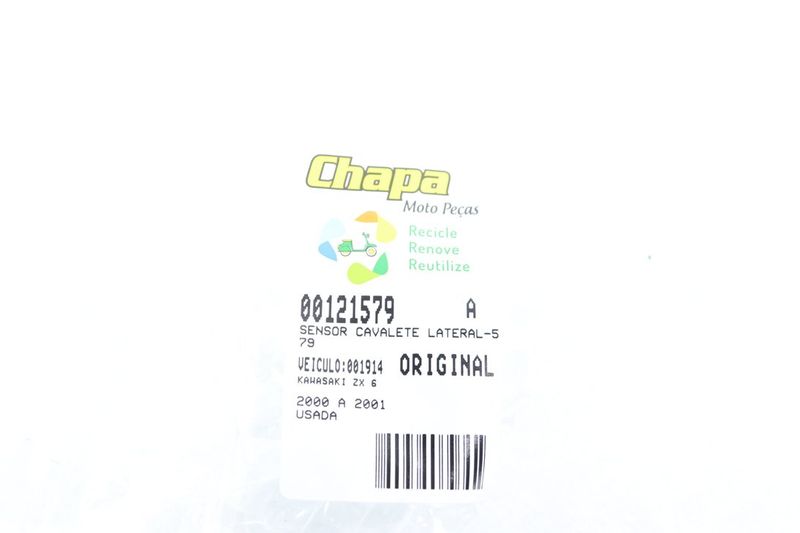 Chapa
Moto Peças
Recicle
Renove
Reutilize
00121579 A
SENSOR CAVALETE LATERAL-5
79
VEICULO:001914 ORIGINAL
KAWASAKI ZX 6
2000 A 2001
USADA